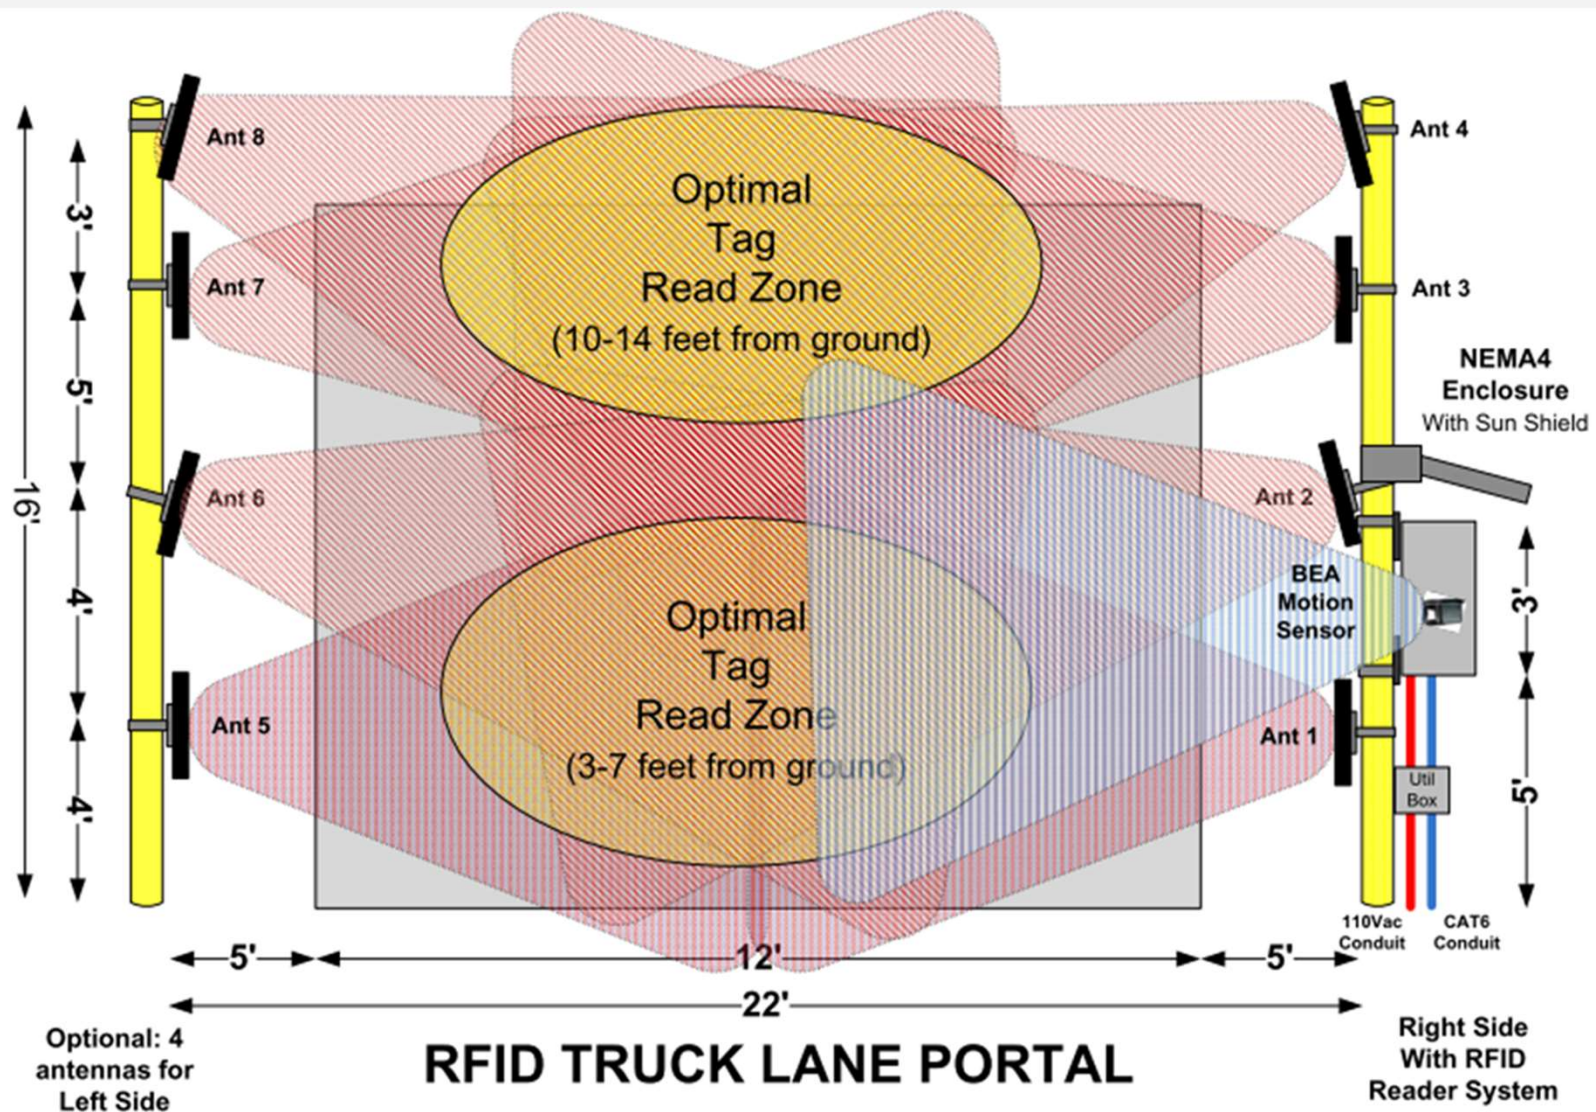 Ant 8
Ant 4
Optimal
Tag
Read Zone
(10-14 feet from ground)
3'
Ant 7
Ant 3
NEMA4
Enclosure
With Sun Shield
5'
16'
Ant 6
Ant 2
BEA
Motion
Sensor
4'
3'
Optimal
Tag
Read Zone
(3-7 feet from ground)
Ant 5
Ant 1
Util
Box
4'
5'
110Vac
Conduit
CAT6
Conduit
5'
12'
5'
22'
Optional: 4
antennas for
Left Side
RFID TRUCK LANE PORTAL
Right Side
With RFID
Reader System